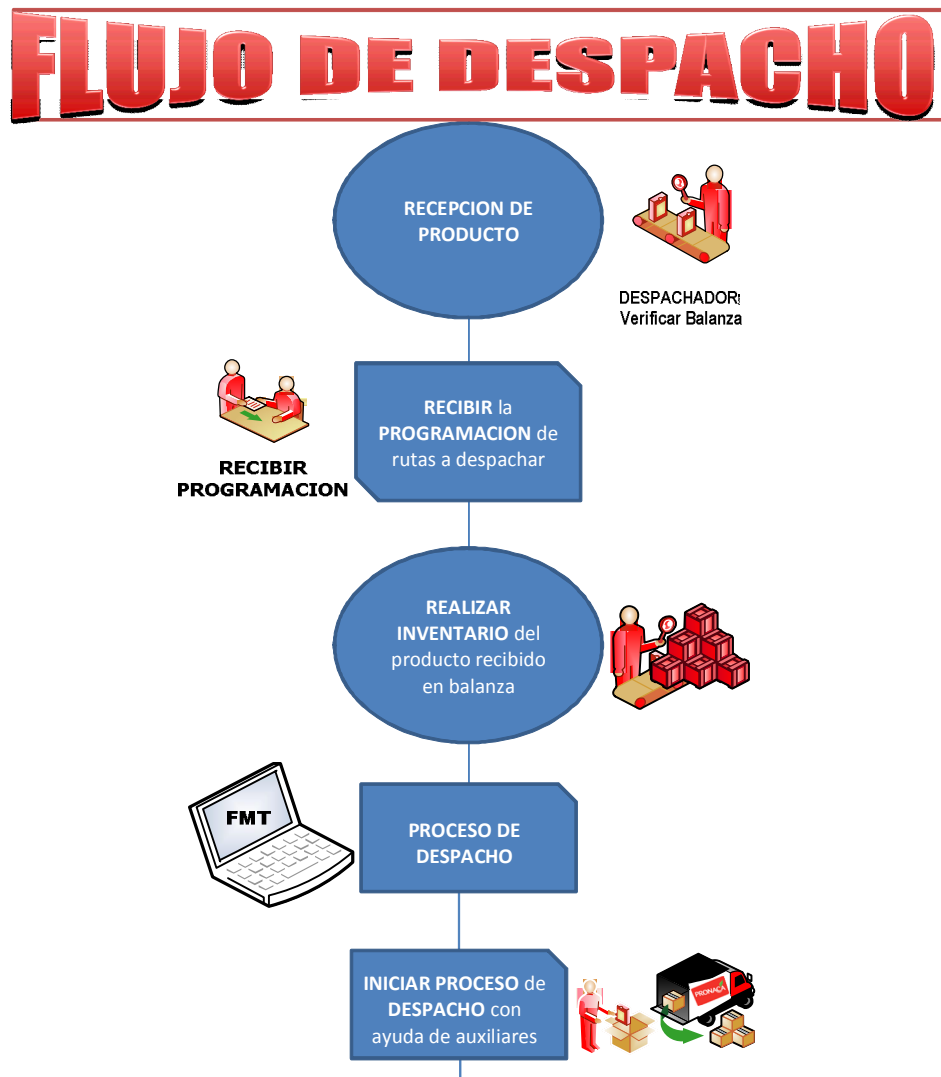 FLUJO DE DESPACHO
RECEPCION DE
PRODUCTO
DESPACHADOR:
Verificar Balanza
RECIBIR la
PROGRAMACION de
rutas a despachar
RECIBIR
PROGRAMACION
REALIZAR
INVENTARIO del
producto recibido
en balanza
FMT
PROCESO DE
DESPACHO
INICIAR PROCESO de
DESPACHO con
ayuda de auxiliares
PRONACA